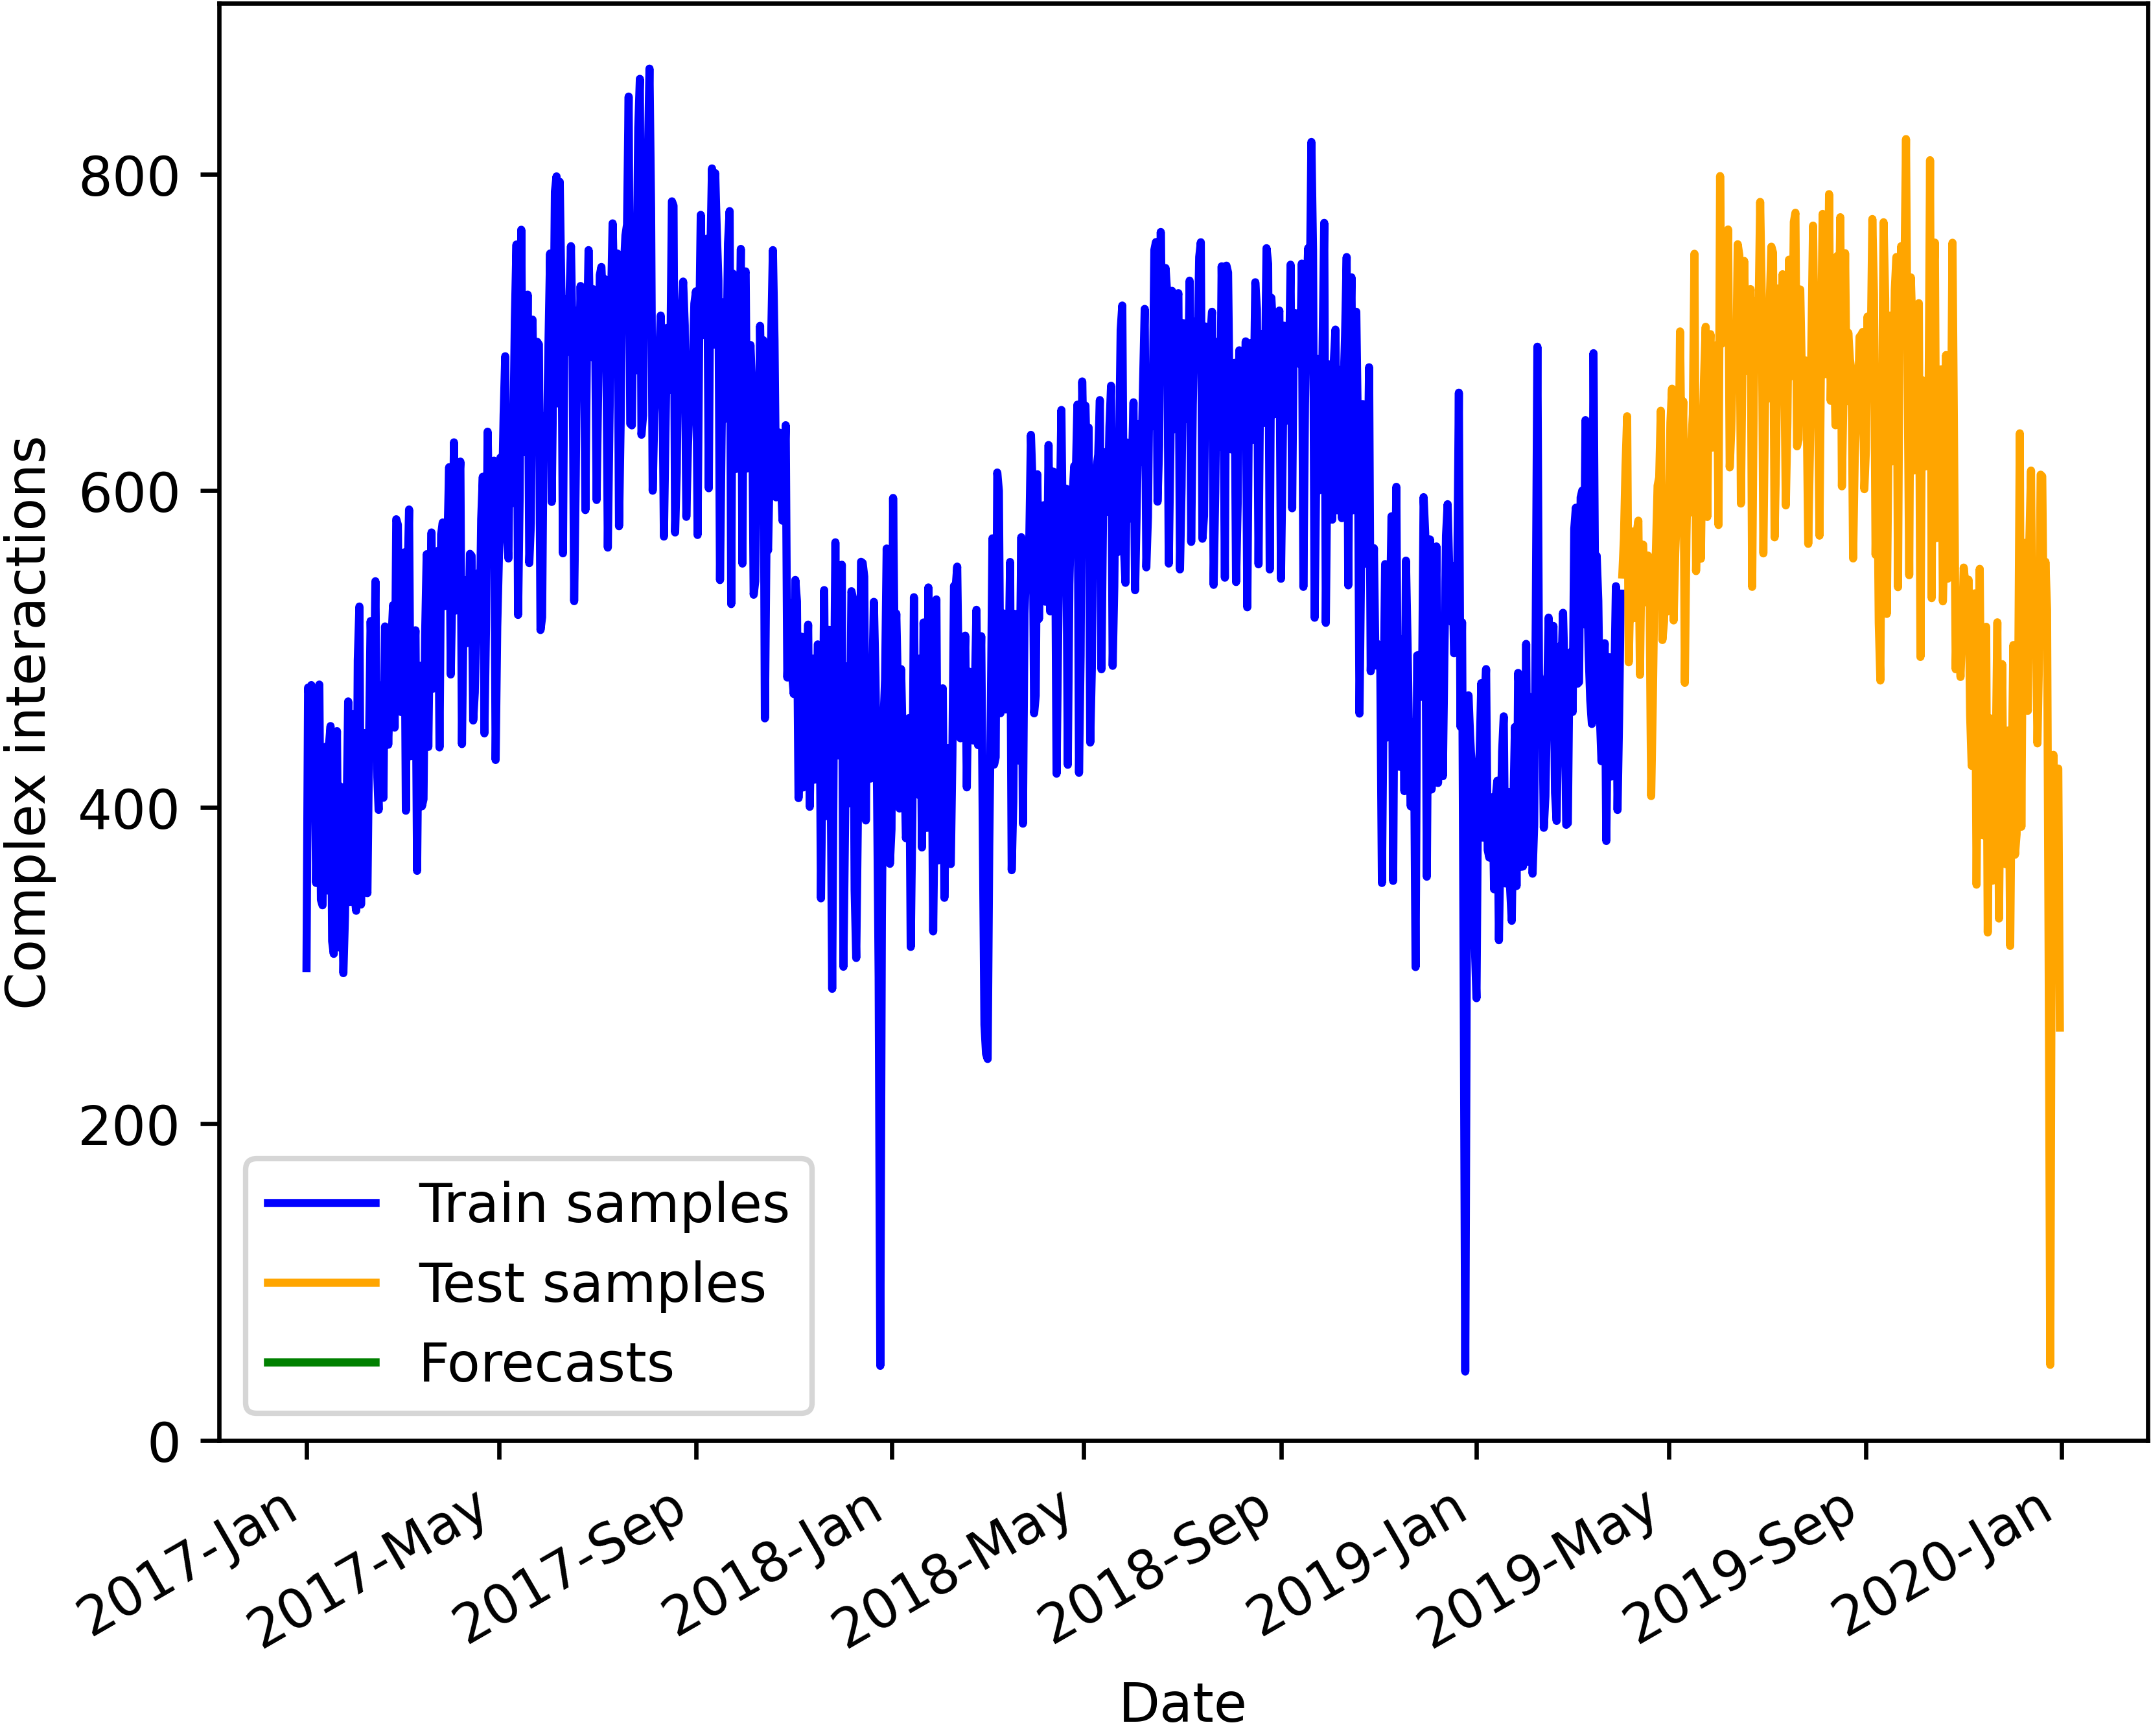 Complex interactions
800
600
400
200
0
Train samples
Test samples
Forecasts
2017-Jan
2017-May
2017-Sep
2018-Jan
2018-May
2018-Sep
2019-Jan
2019-May
2019-Sep
2020-Jan
Date